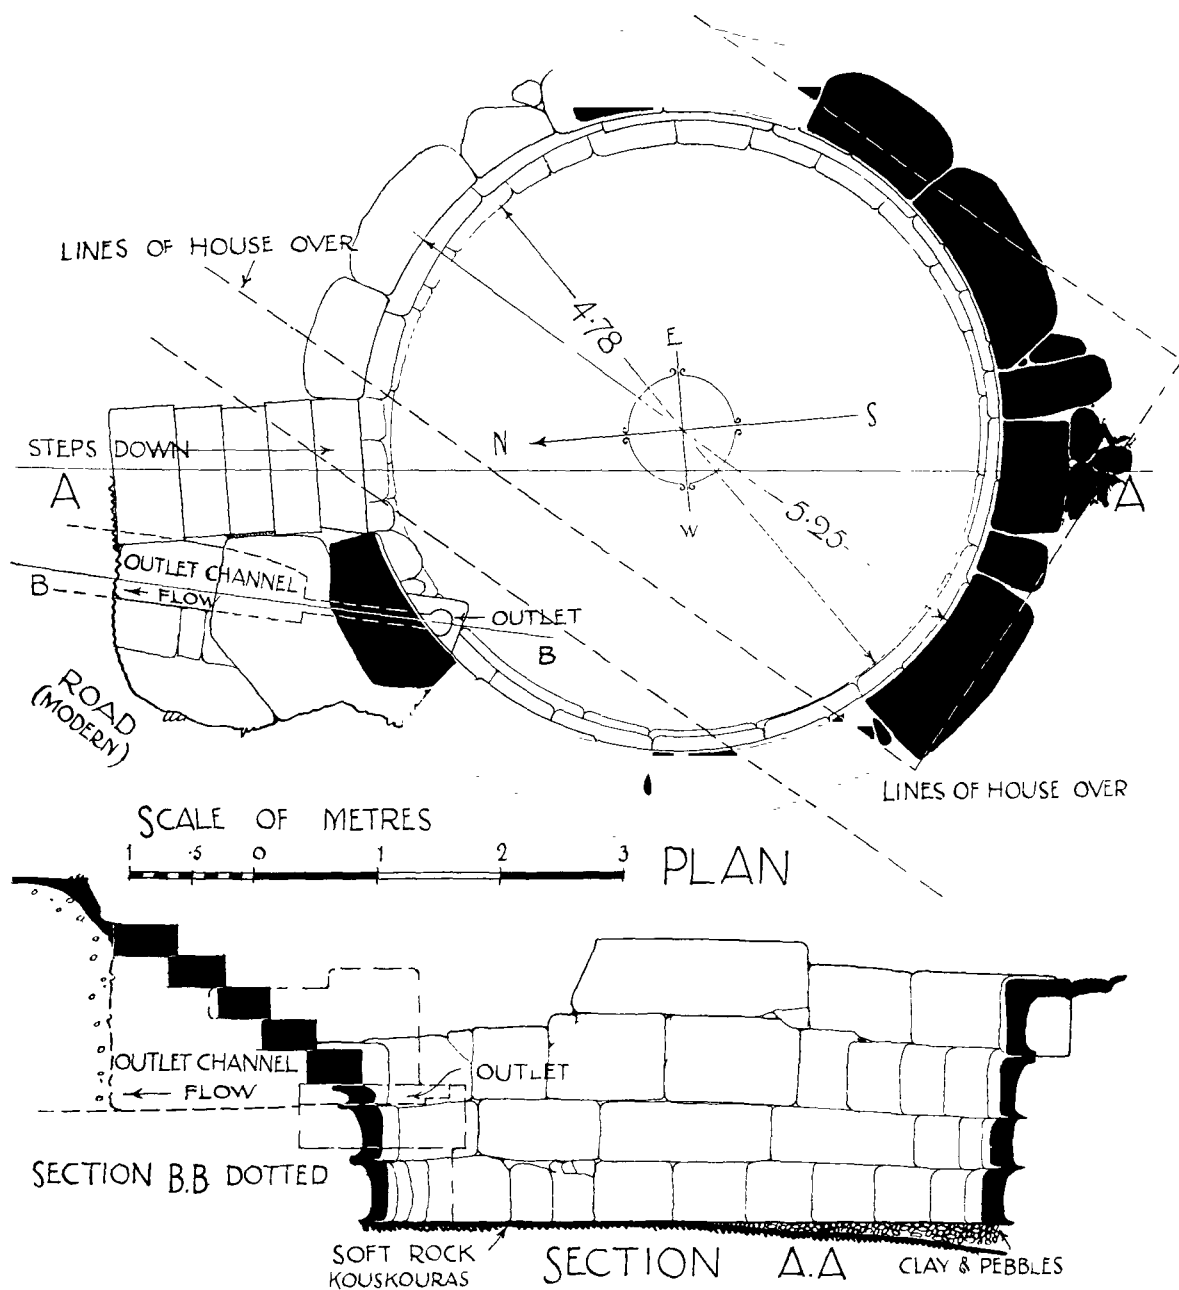 LINES OF HOUSE OVER
4·78
E
N
S
W
STEPS DOWN
A
A
5·25
OUTLET CHANNEL
FLOW
B
OUTLET
B
ROAD
(MODERN)
LINES OF HOUSE OVER
SCALE OF METRES
1 ·5 0 1 2 3
PLAN
OUTLET CHANNEL
FLOW
OUTLET
SECTION B.B. DOTTED
SOFT ROCK
KOUSKOURAS
SECTION A.A
CLAY & PEBBLES